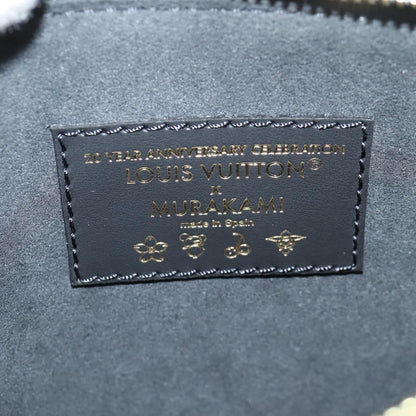 20 YEAR ANNIVERSARY CELEBRATION
LOUIS VUITTON®
×
MURAKAMI
made in Spain